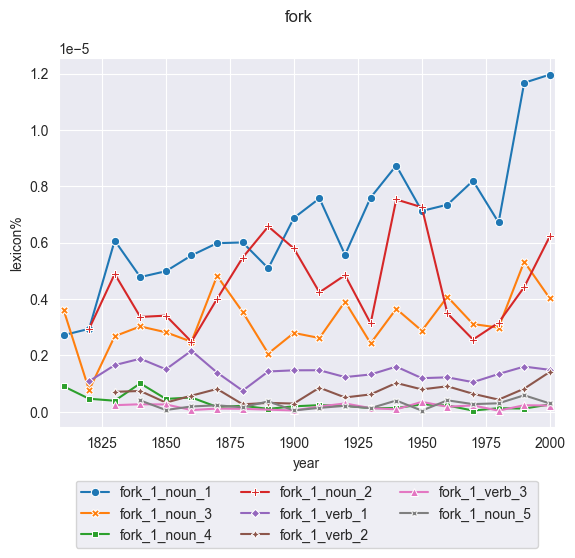 fork
1e−5
1.2
1.0
0.8
0.6
0.4
0.2
0.0
lexicon%
1825 1850 1875 1900 1925 1950 1975 2000
year
fork_1_noun_1 fork_1_noun_2 fork_1_verb_3
fork_1_noun_3 fork_1_verb_1 fork_1_noun_5
fork_1_noun_4 fork_1_verb_2